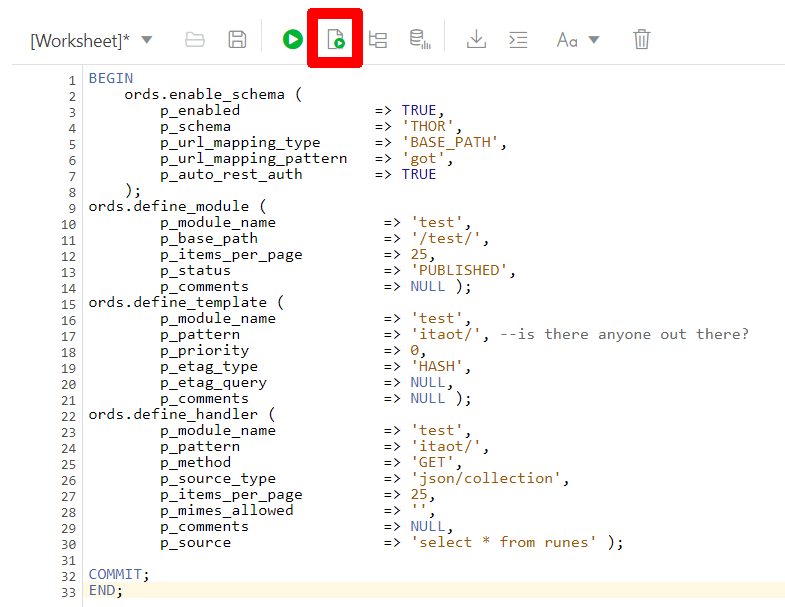 [Worksheet]* Aa
1 BEGIN
2 ords.enable_schema (
3 p_enabled => TRUE,
4 p_schema => 'THOR',
5 p_url_mapping_type => 'BASE_PATH',
6 p_url_mapping_pattern => 'got',
7 p_auto_rest_auth => TRUE
8 );
9 ords.define_module (
10 p_module_name => 'test',
11 p_base_path => '/test/',
12 p_items_per_page => 25,
13 p_status => 'PUBLISHED',
14 p_comments => NULL );
15 ords.define_template (
16 p_module_name => 'test',
17 p_pattern => 'itaot/', --is there anyone out there?
18 p_priority => 0,
19 p_etag_type => 'HASH',
20 p_etag_query => NULL,
21 p_comments => NULL );
22 ords.define_handler (
23 p_module_name => 'test',
24 p_pattern => 'itaot/',
25 p_method => 'GET',
26 p_source_type => 'json/collection',
27 p_items_per_page => 25,
28 p_mimes_allowed => '',
29 p_comments => NULL,
30 p_source => 'select * from runes' );
31
32 COMMIT;
33 END;